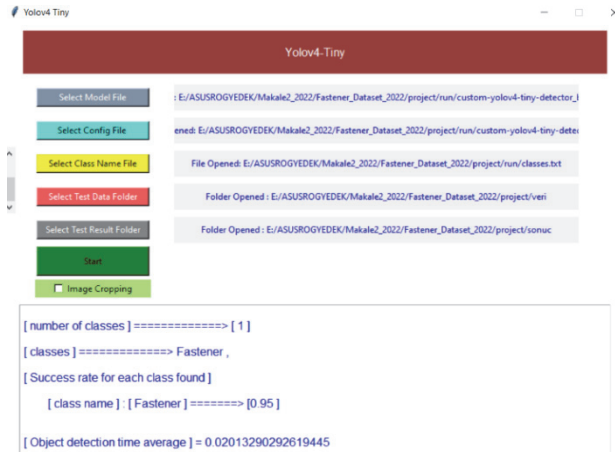 Yolov4 Tiny
Yolov4-Tiny
Select Model File : E:/ASUSROGYEDEK/Makale2_2022/Fastener_Dataset_2022/project/run/custom-yolov4-tiny-detector_
Select Config File ened: E:/ASUSROGYEDEK/Makale2_2022/Fastener_Dataset_2022/project/run/custom-yolov4-tiny-dete
Select Class Name File File Opened: E:/ASUSROGYEDEK/Makale2_2022/Fastener_Dataset_2022/project/run/classes.txt
Select Test Data Folder Folder Opened : E:/ASUSROGYEDEK/Makale2_2022/Fastener_Dataset_2022/project/veri
Select Test Result Folder Folder Opened : E:/ASUSROGYEDEK/Makale2_2022/Fastener_Dataset_2022/project/sonuc
Start
Image Cropping
[ number of classes ] =============> [ 1 ]
[ classes ] =============> Fastener ,
[ Success rate for each class found ]
[ class name ] : [ Fastener ] =======> [0.95 ]
[ Object detection time average ] = 0.02013290292619445